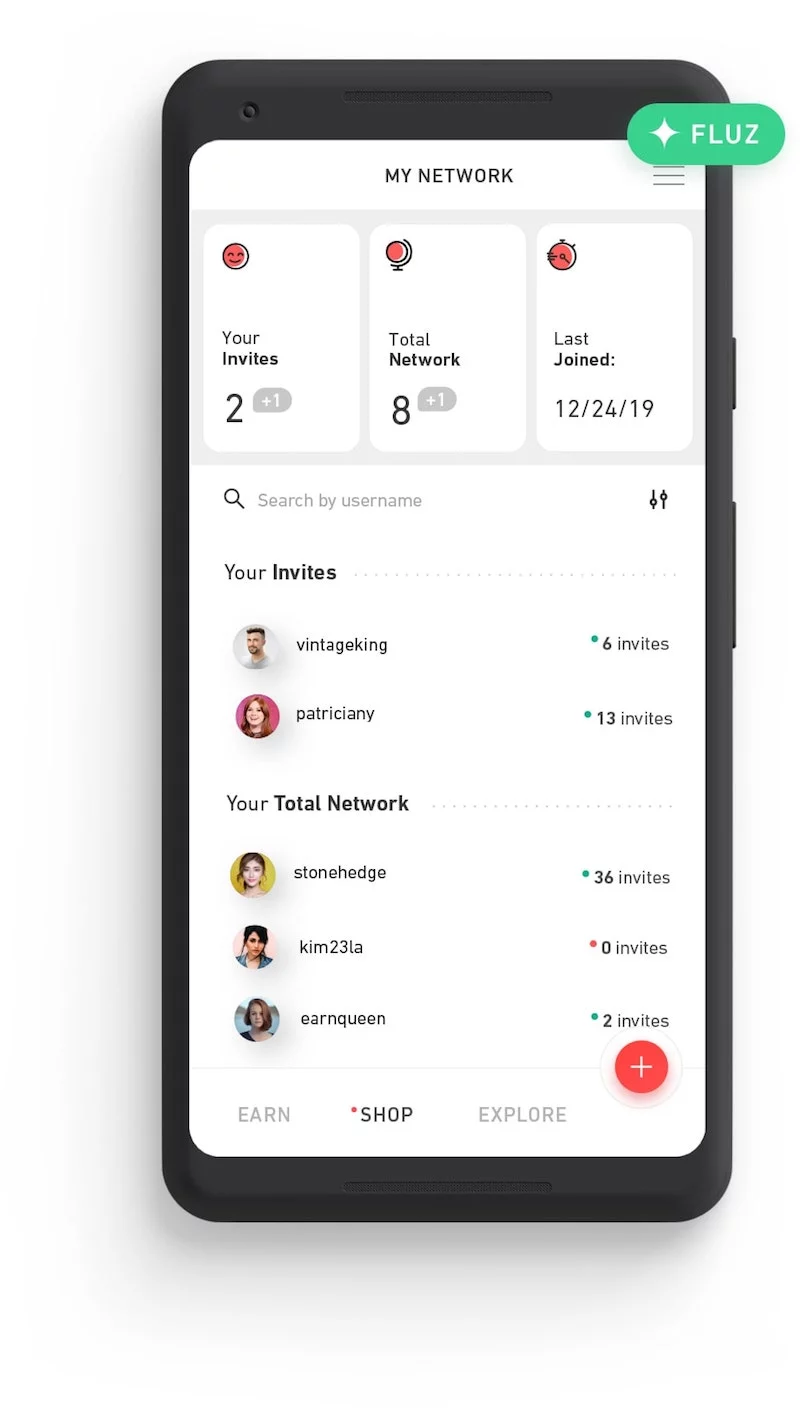 FLUZ
MY NETWORK
Your
Invites
2 +1
Total
Network
8 +1
Last
Joined:
12/24/19
Search by username
Your Invites
vintageking
6 invites
patriciany
13 invites
Your Total Network
stonehedge
36 invites
kim23la
0 invites
earnqueen
2 invites
+
EARN
SHOP
EXPLORE